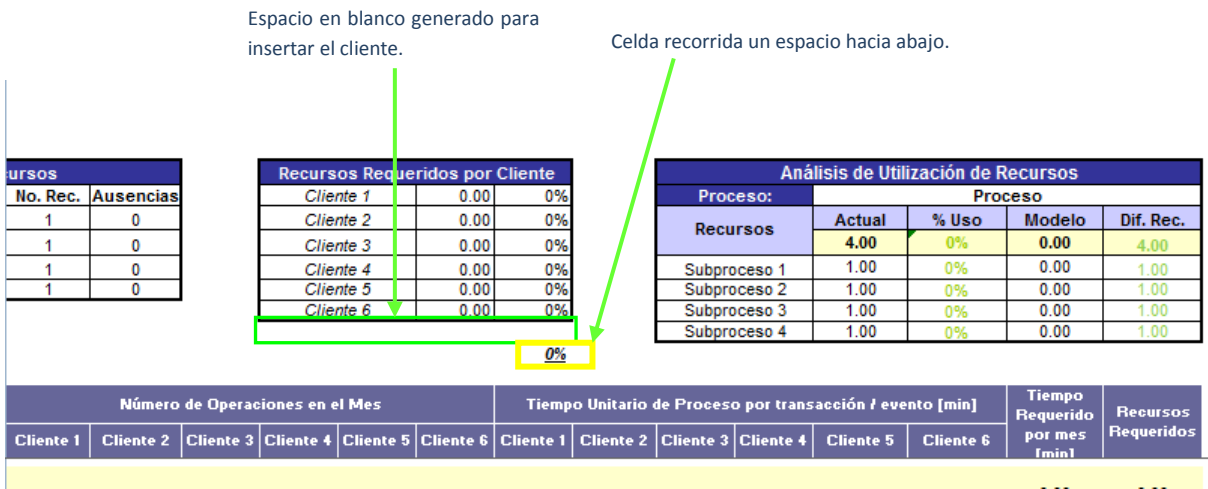 Espacio en blanco generado para
insertar el cliente.
Celda recorrida un espacio hacia abajo.
ursos
No. Rec. Ausencias
1 0
1 0
1 0
1 0
Recursos Requeridos por Cliente
Cliente 1 0.00 0%
Cliente 2 0.00 0%
Cliente 3 0.00 0%
Cliente 4 0.00 0%
Cliente 5 0.00 0%
Cliente 6 0.00 0%
0%
Análisis de Utilización de Recursos
Proceso: Proceso
Recursos Actual % Uso Modelo Dif. Rec.
4.00 0% 0.00 4.00
Subproceso 1 1.00 0% 0.00 1.00
Subproceso 2 1.00 0% 0.00 1.00
Subproceso 3 1.00 0% 0.00 1.00
Subproceso 4 1.00 0% 0.00 1.00
Número de Operaciones en el Mes
Cliente 1 Cliente 2 Cliente 3 Cliente 4 Cliente 5 Cliente 6
Tiempo Unitario de Proceso por transacción / evento [min]
Cliente 1 Cliente 2 Cliente 3 Cliente 4 Cliente 5 Cliente 6
Tiempo
Requerido
por mes
[min]
Recursos
Requeridos